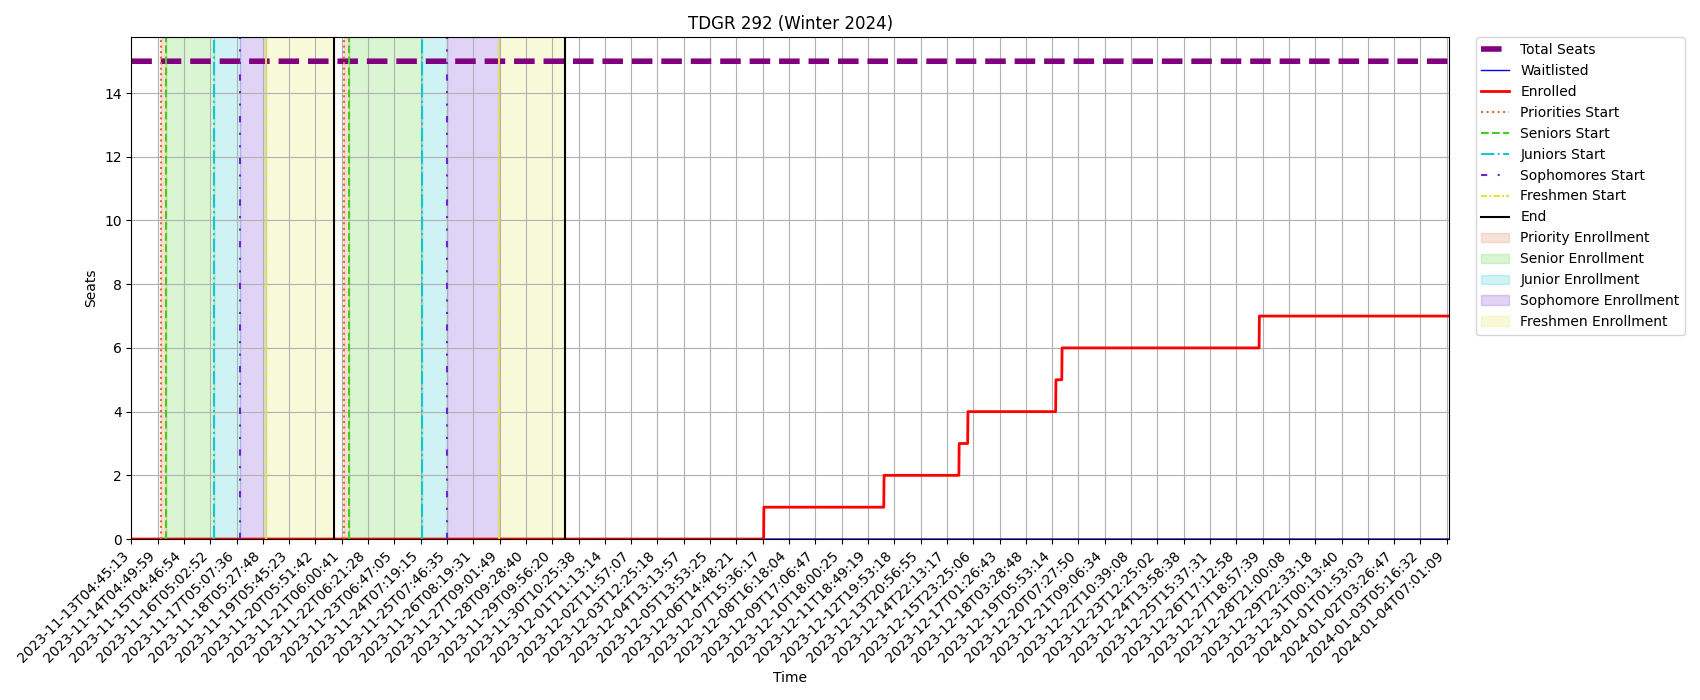 TDGR 292 (Winter 2024)
Total Seats
Waitlisted
Enrolled
Priorities Start
Seniors Start
Juniors Start
Sophomores Start
Freshmen Start
End
Priority Enrollment
Senior Enrollment
Junior Enrollment
Sophomore Enrollment
Freshmen Enrollment
Seats
14
12
10
8
6
4
2
0
2023-11-13T04:45:13
2023-11-14T04:49:59
2023-11-15T04:46:54
2023-11-16T05:02:52
2023-11-17T05:07:36
2023-11-18T05:27:48
2023-11-19T05:45:23
2023-11-20T05:51:42
2023-11-21T06:00:41
2023-11-22T06:21:28
2023-11-23T06:47:05
2023-11-24T07:19:15
2023-11-25T07:46:35
2023-11-26T08:19:31
2023-11-27T09:01:49
2023-11-28T09:28:40
2023-11-29T09:56:20
2023-11-30T10:25:38
2023-12-01T11:13:14
2023-12-02T11:57:07
2023-12-03T12:25:18
2023-12-04T13:13:57
2023-12-05T13:53:25
2023-12-06T14:48:21
2023-12-07T15:36:17
2023-12-08T16:18:04
2023-12-09T17:06:47
2023-12-10T18:00:25
2023-12-11T18:49:19
2023-12-12T19:53:18
2023-12-13T20:56:55
2023-12-14T22:13:17
2023-12-15T23:25:06
2023-12-17T01:26:43
2023-12-18T03:28:48
2023-12-19T05:53:14
2023-12-20T07:27:50
2023-12-21T09:06:34
2023-12-22T10:39:08
2023-12-23T12:25:02
2023-12-24T13:58:38
2023-12-25T15:37:31
2023-12-26T17:12:58
2023-12-27T18:57:39
2023-12-28T21:00:08
2023-12-29T22:33:18
2023-12-31T00:13:40
2024-01-01T01:53:03
2024-01-02T03:26:47
2024-01-03T05:16:32
2024-01-04T07:01:09
Time